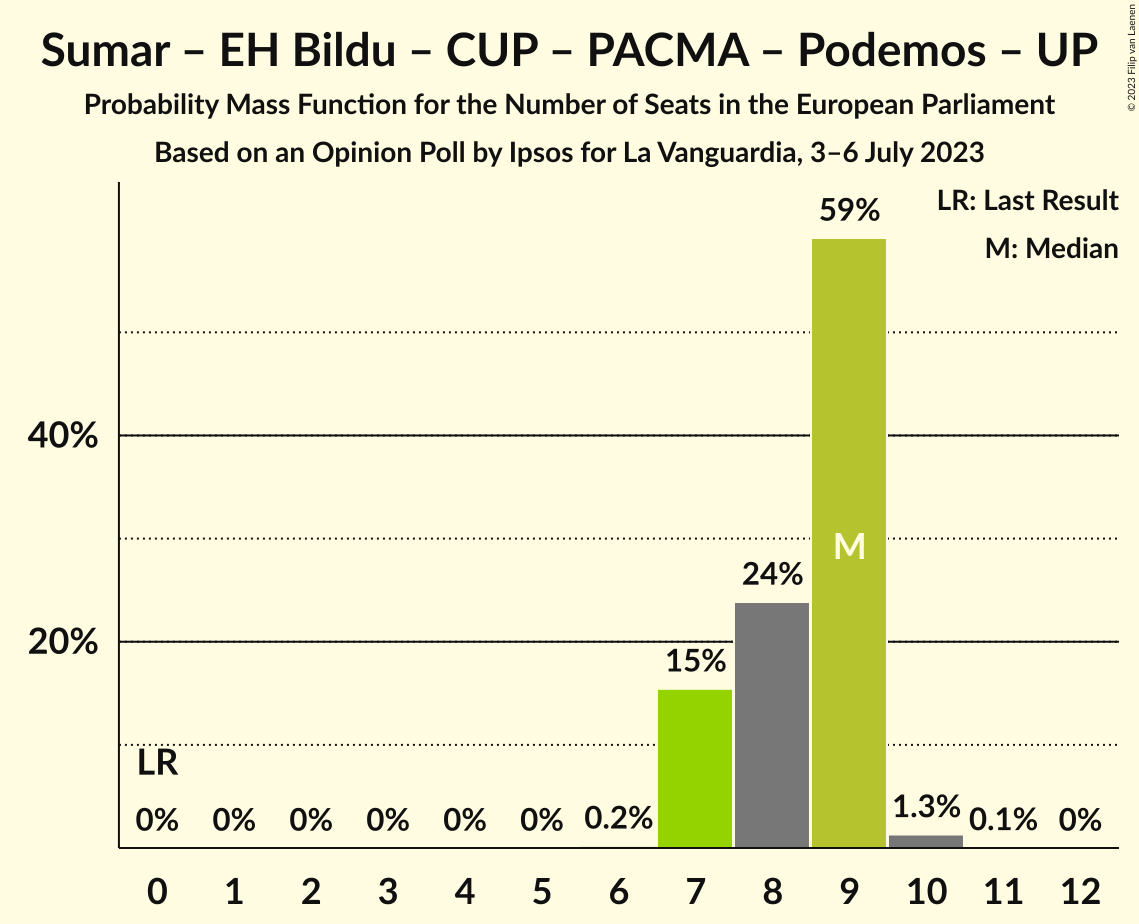 Sumar – EH Bildu – CUP – PACMA – Podemos – UP
Probability Mass Function for the Number of Seats in the European Parliament
Based on an Opinion Poll by Ipsos for La Vanguardia, 3–6 July 2023
© 2023 Filip van Laenen
LR: Last Result
M: Median
59%
40%
M
24%
20%
15%
LR
0% 0% 0% 0% 0% 0% 0.2% 1.3% 0.1% 0%
0 1 2 3 4 5 6 7 8 9 10 11 12